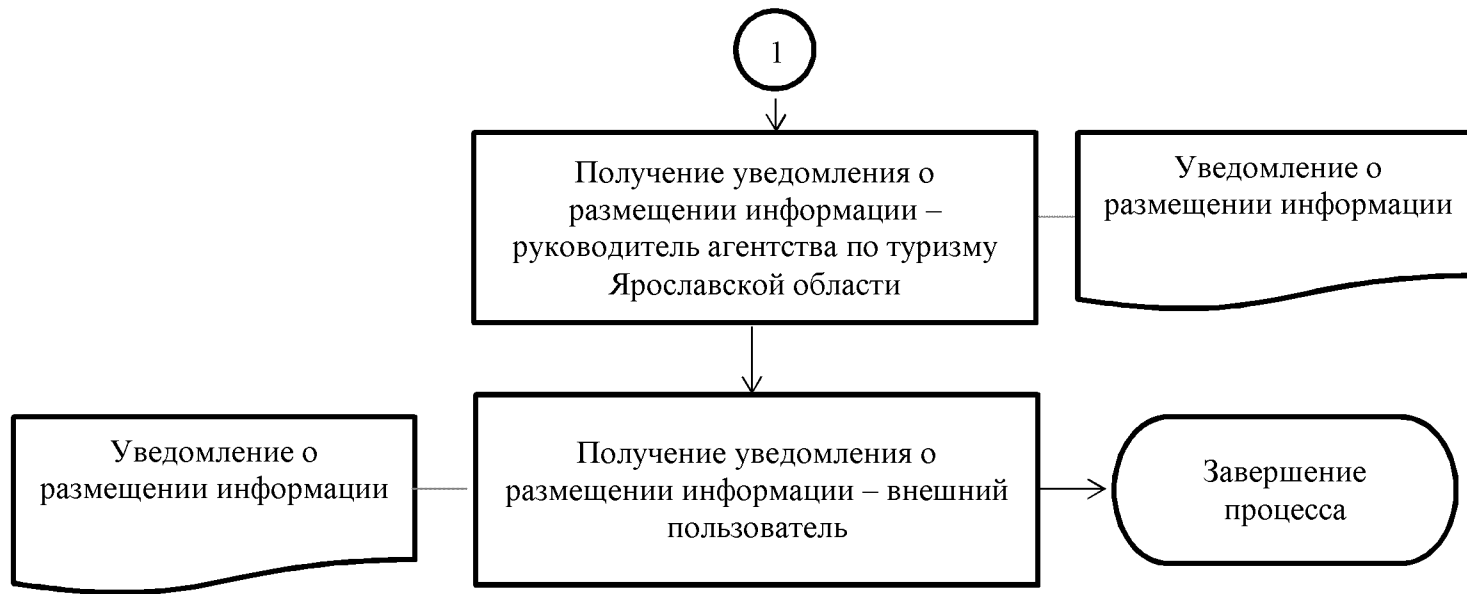 1
Получение уведомления о
размещении информации –
руководитель агентства по туризму
Ярославской области
Уведомление о
размещении информации
Уведомление о
размещении информации
Получение уведомления о
размещении информации – внешний
пользователь
Завершение
процесса